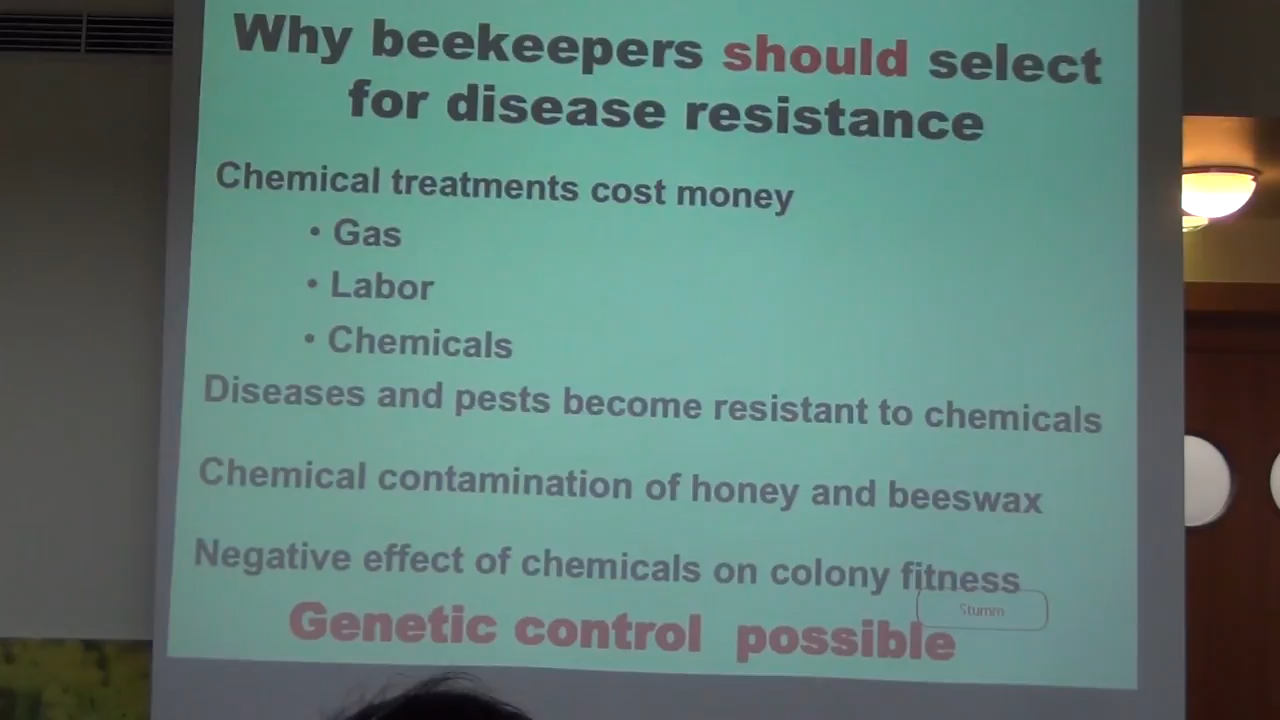 Why beekeepers should select
for disease resistance
Chemical treatments cost money
• Gas
• Labor
• Chemicals
Diseases and pests become resistant to chemicals
Chemical contamination of honey and beeswax
Negative effect of chemicals on colony fitness
Stumm
Genetic control possible